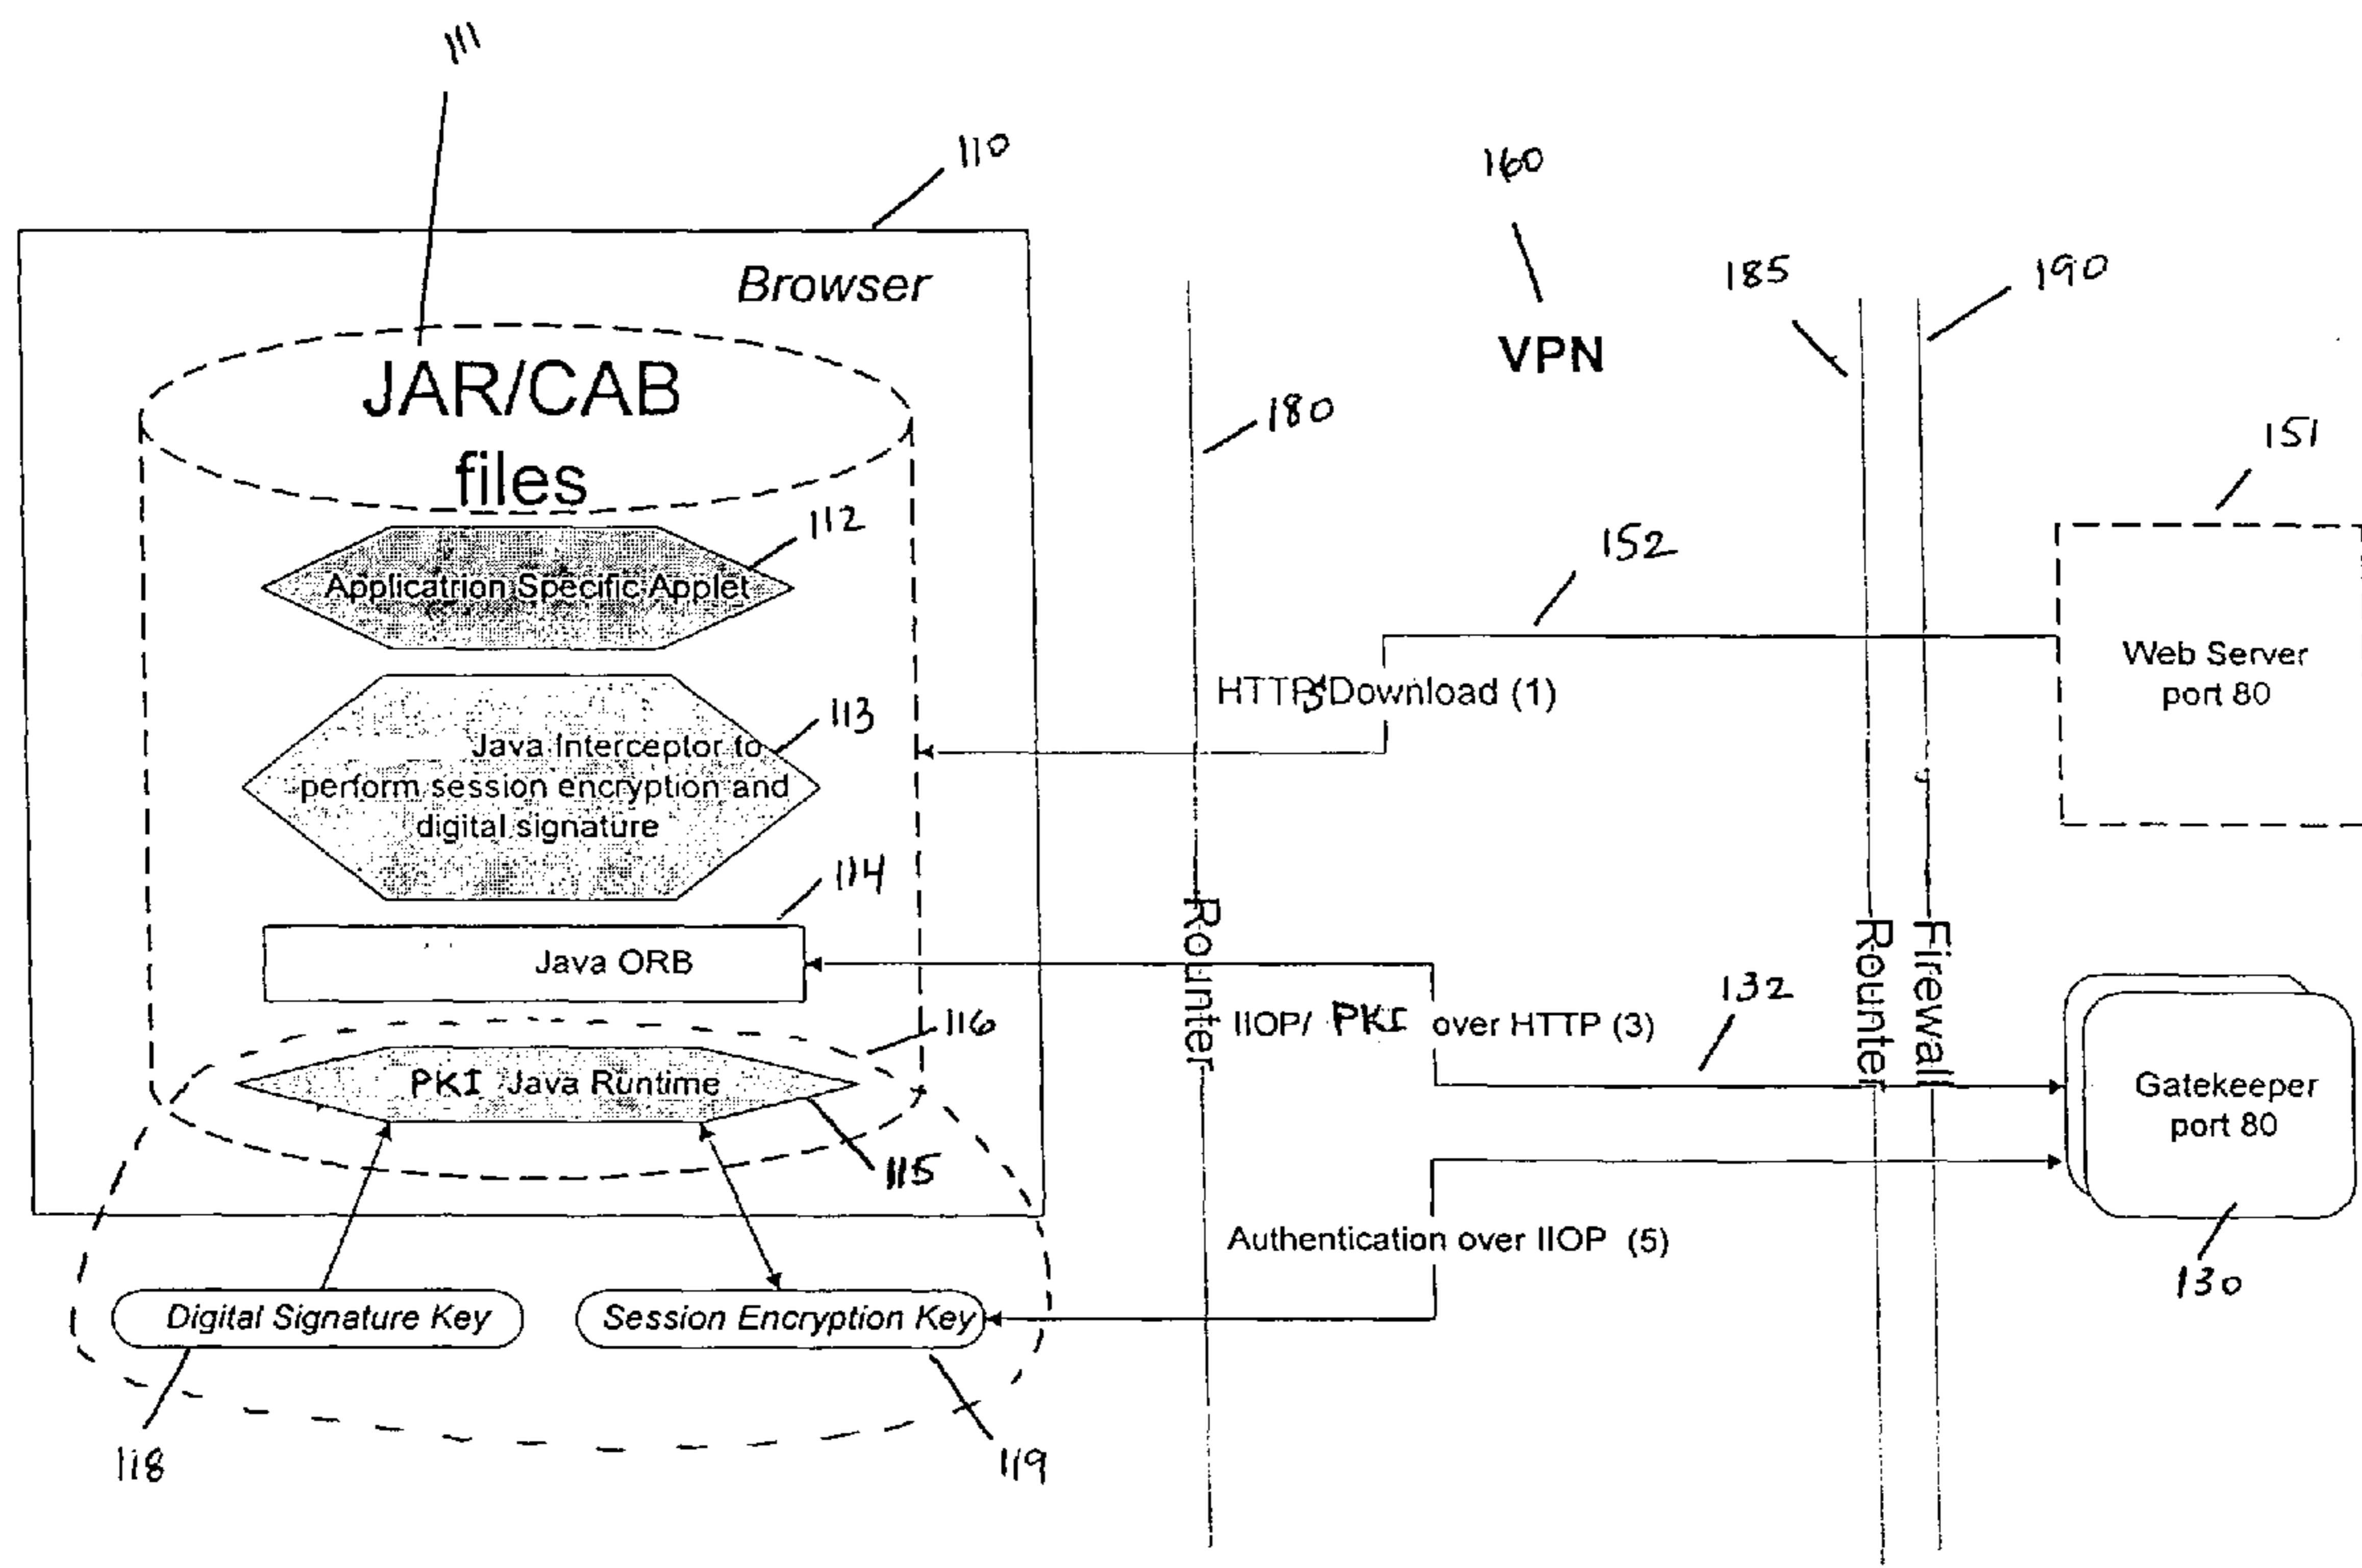 111
110
160
185
190
Browser
VPN
JAR/CAB
files
180
151
112
152
Applicatrion Specific Applet
Web Server
port 80
HTTPS Download (1)
113
Java Interceptor to
perform session encryption and
digital signature
114
Rounter
Rounter
Firewall
Java ORB
132
116
IIOP/ PKI over HTTP (3)
PKI Java Runtime
Gatekeeper
port 80
115
Authentication over IIOP (5)
130
Digital Signature Key
Session Encryption Key
118
119